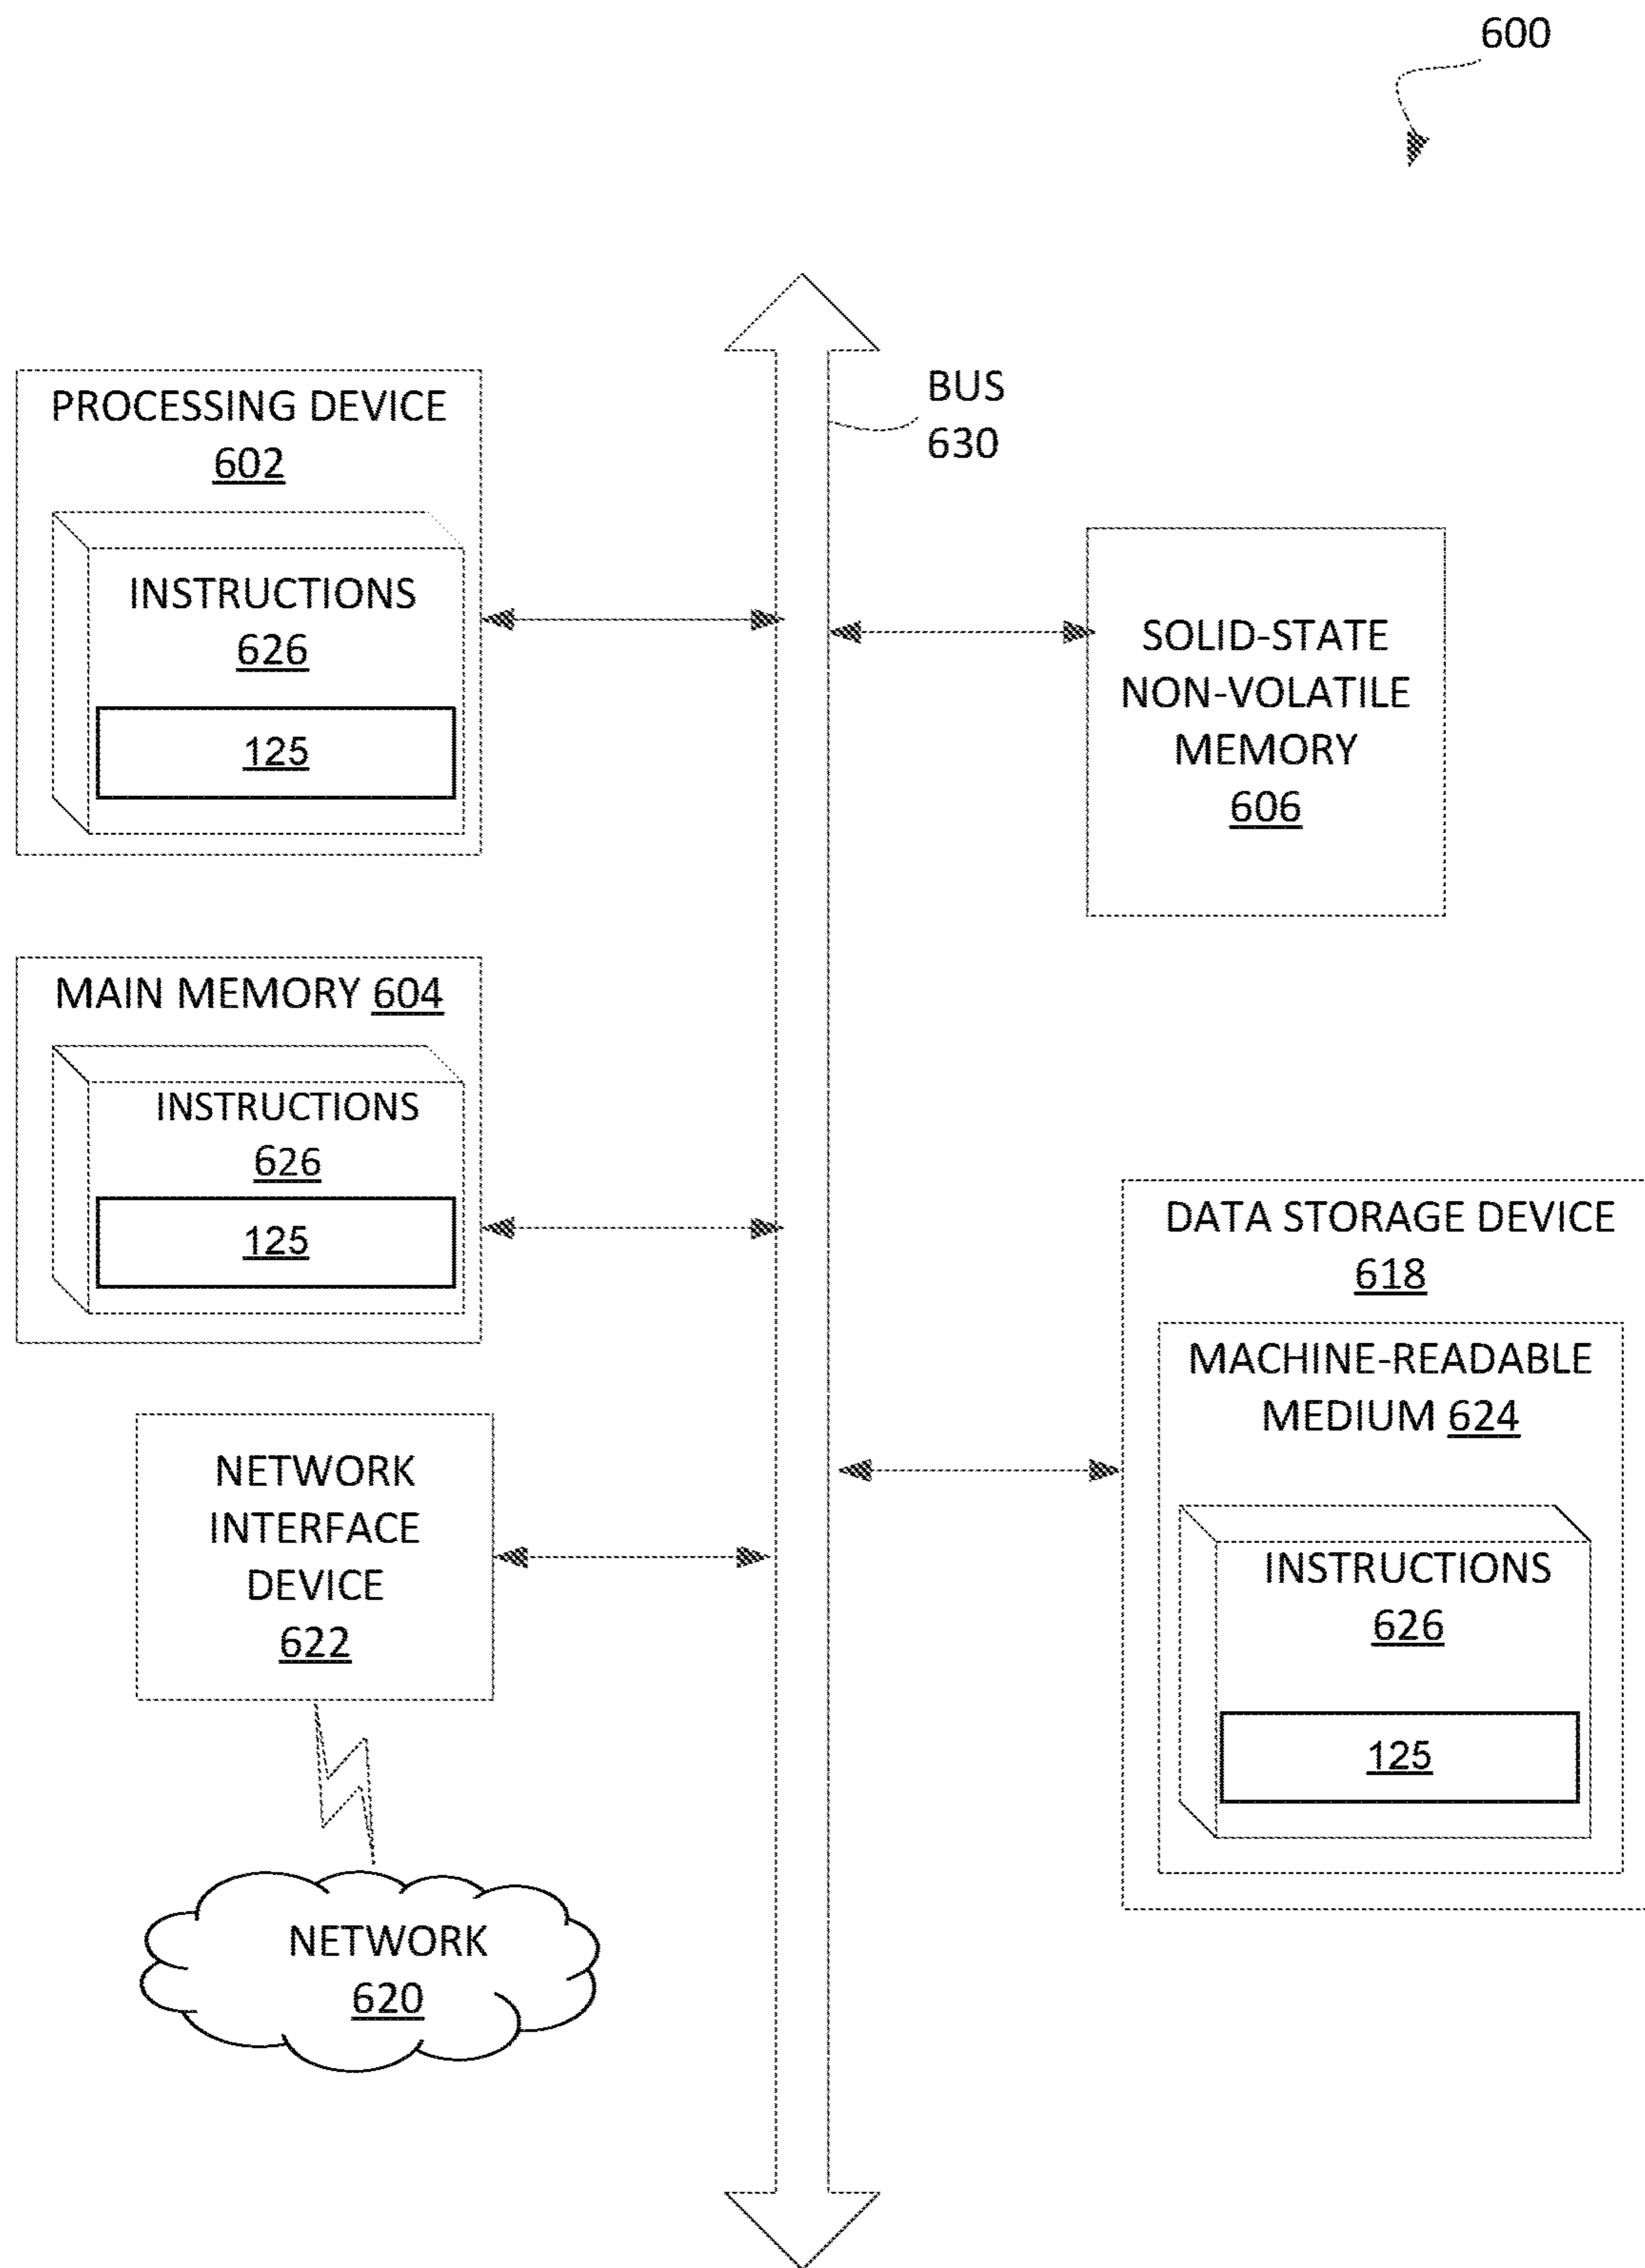 600
PROCESSING DEVICE
602
INSTRUCTIONS
626
125
BUS
630
SOLID-STATE
NON-VOLATILE
MEMORY
606
MAIN MEMORY 604
INSTRUCTIONS
626
125
DATA STORAGE DEVICE
618
MACHINE-READABLE
MEDIUM 624
INSTRUCTIONS
626
125
NETWORK
INTERFACE
DEVICE
622
NETWORK
620